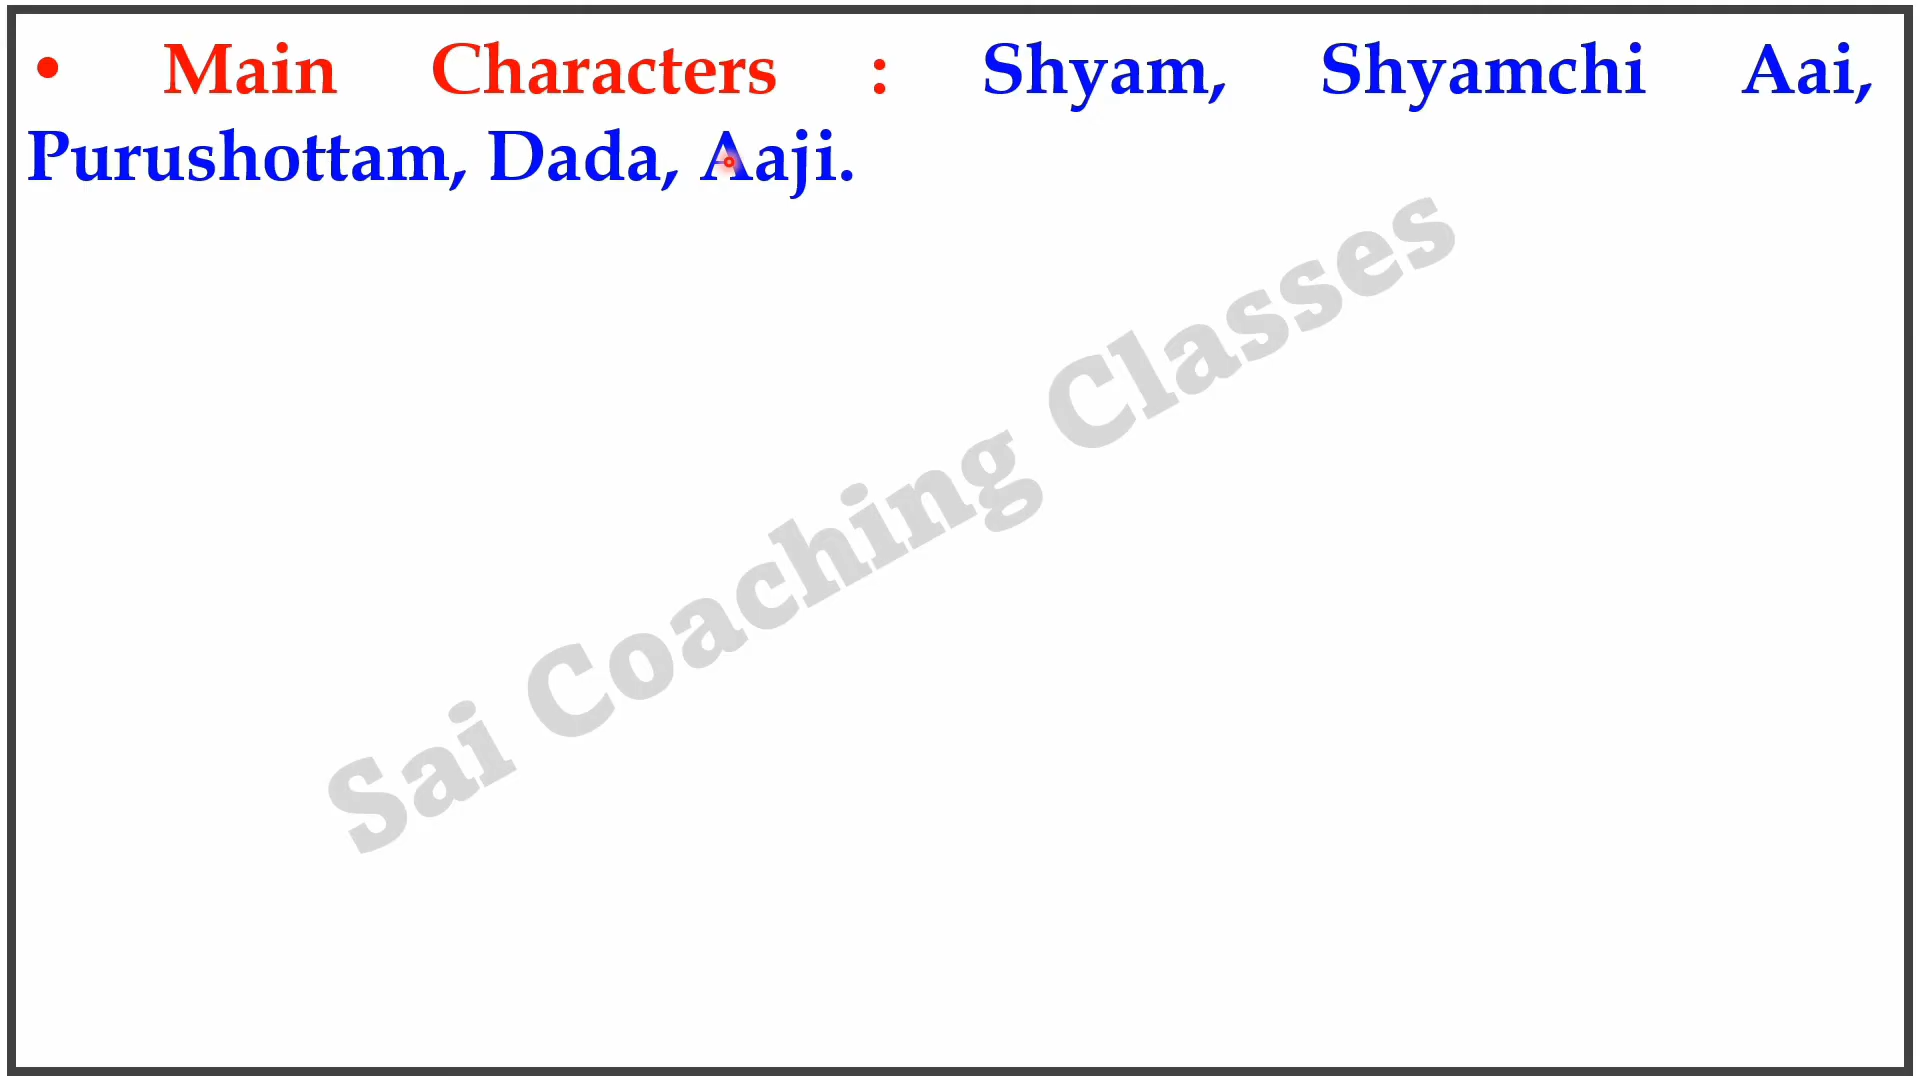 • Main Characters : Shyam, Shyamchi Aai,
Purushottam, Dada, Aaji.
Sai Coaching Classes